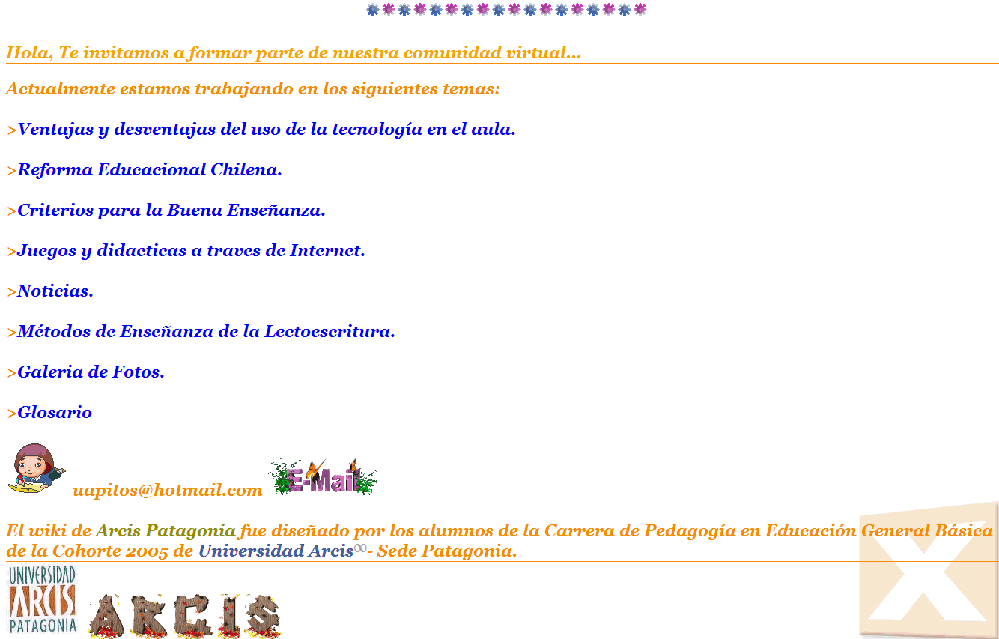 Hola, Te invitamos a formar parte de nuestra comunidad virtual...
Actualmente estamos trabajando en los siguientes temas:
>Ventajas y desventajas del uso de la tecnología en el aula.
>Reforma Educacional Chilena.
>Criterios para la Buena Enseñanza.
>Juegos y didacticas a traves de Internet.
>Noticias.
>Métodos de Enseñanza de la Lectoescritura.
>Galeria de Fotos.
>Glosario
uapitos@hotmail.com E-Mail
El wiki de Arcis Patagonia fue diseñado por los alumnos de la Carrera de Pedagogía en Educación General Básica
de la Cohorte 2005 de Universidad Arcis∞- Sede Patagonia.
UNIVERSIDAD
ARCIS
PATAGONIA
ARCIS
X